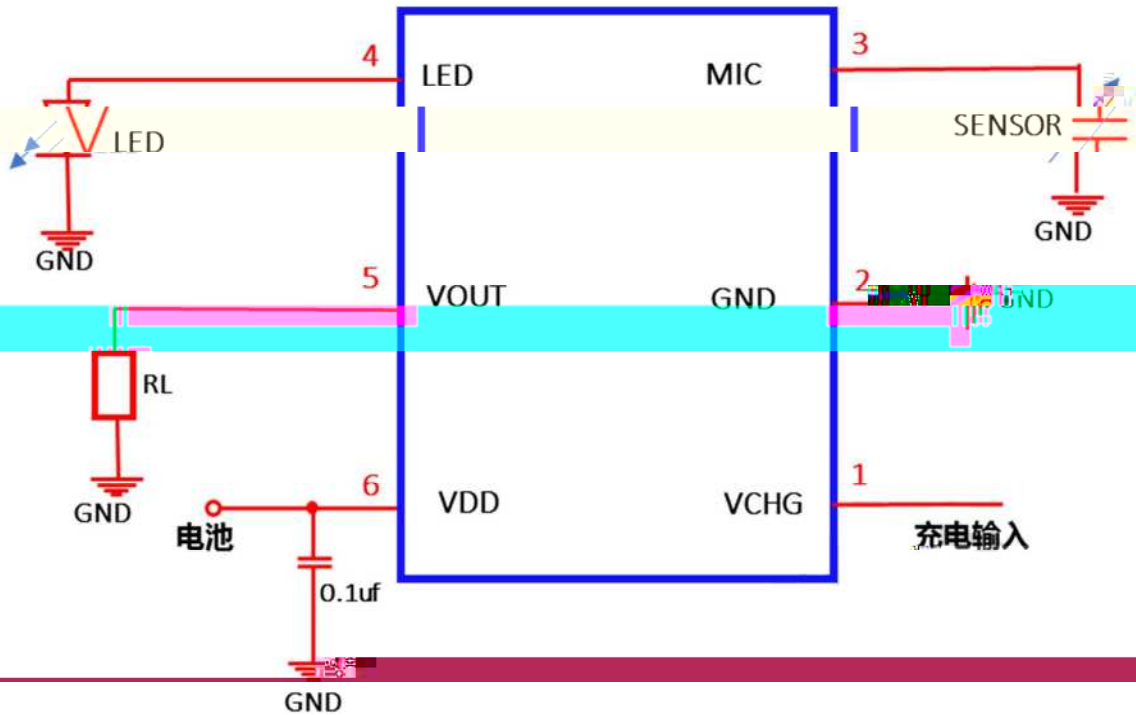 4
3
LED
MIC
LED
SENSOR
GND
GND
5
2
VOUT
GND
GND
RL
6
1
VDD
VCHG
GND
电池
充电输入
0.1uf
GND